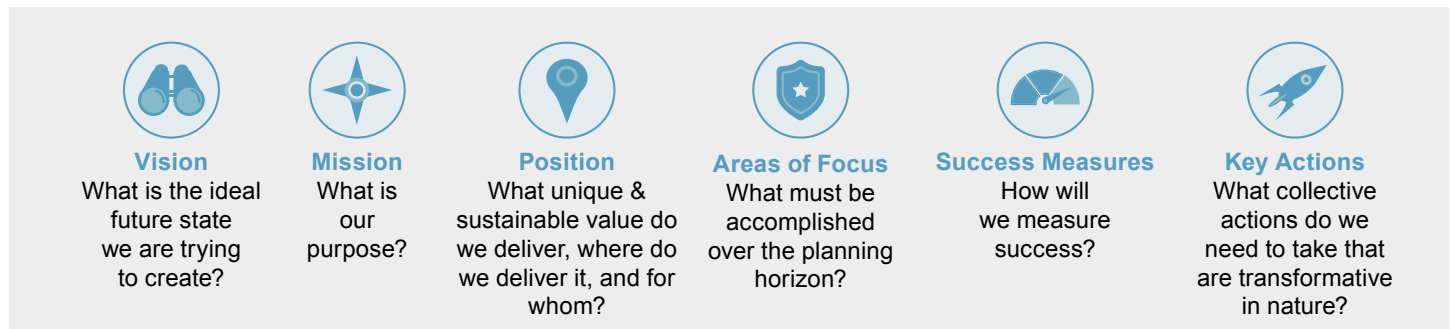 Vision
What is the ideal
future state
we are trying
to create?
Mission
What is
our
purpose?
Position
What unique &
sustainable value do
we deliver, where do
we deliver it, and for
whom?
Areas of Focus
What must be
accomplished
over the planning
horizon?
Success Measures
How will
we measure
success?
Key Actions
What collective
actions do we
need to take that
are transformative
in nature?